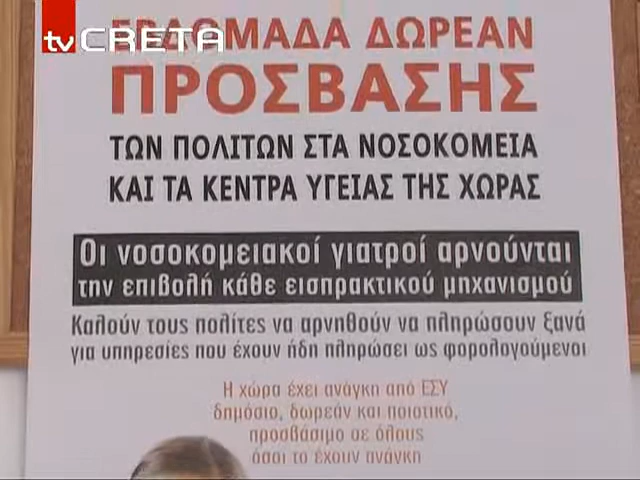 tv CRETA
ΕΒΔΟΜΑΔΑ ΔΩΡΕΑΝ
ΠΡΟΣΒΑΣΗΣ
ΤΩΝ ΠΟΛΙΤΩΝ ΣΤΑ ΝΟΣΟΚΟΜΕΙΑ
ΚΑΙ ΤΑ ΚΕΝΤΡΑ ΥΓΕΙΑΣ ΤΗΣ ΧΩΡΑΣ
Οι νοσοκομειακοί γιατροί αρνούνται
την επιβολή κάθε εισπρακτικού μηχανισμού
Καλούν τους πολίτες να αρνηθούν να πληρώσουν ξανά
για υπηρεσίες που έχουν ήδη πληρώσει ως φορολογούμενοι
Η χώρα έχει ανάγκη από ΕΣΥ
δημόσιο, δωρεάν και ποιοτικό,
προσβάσιμο σε όλους
όσοι το έχουν ανάγκη